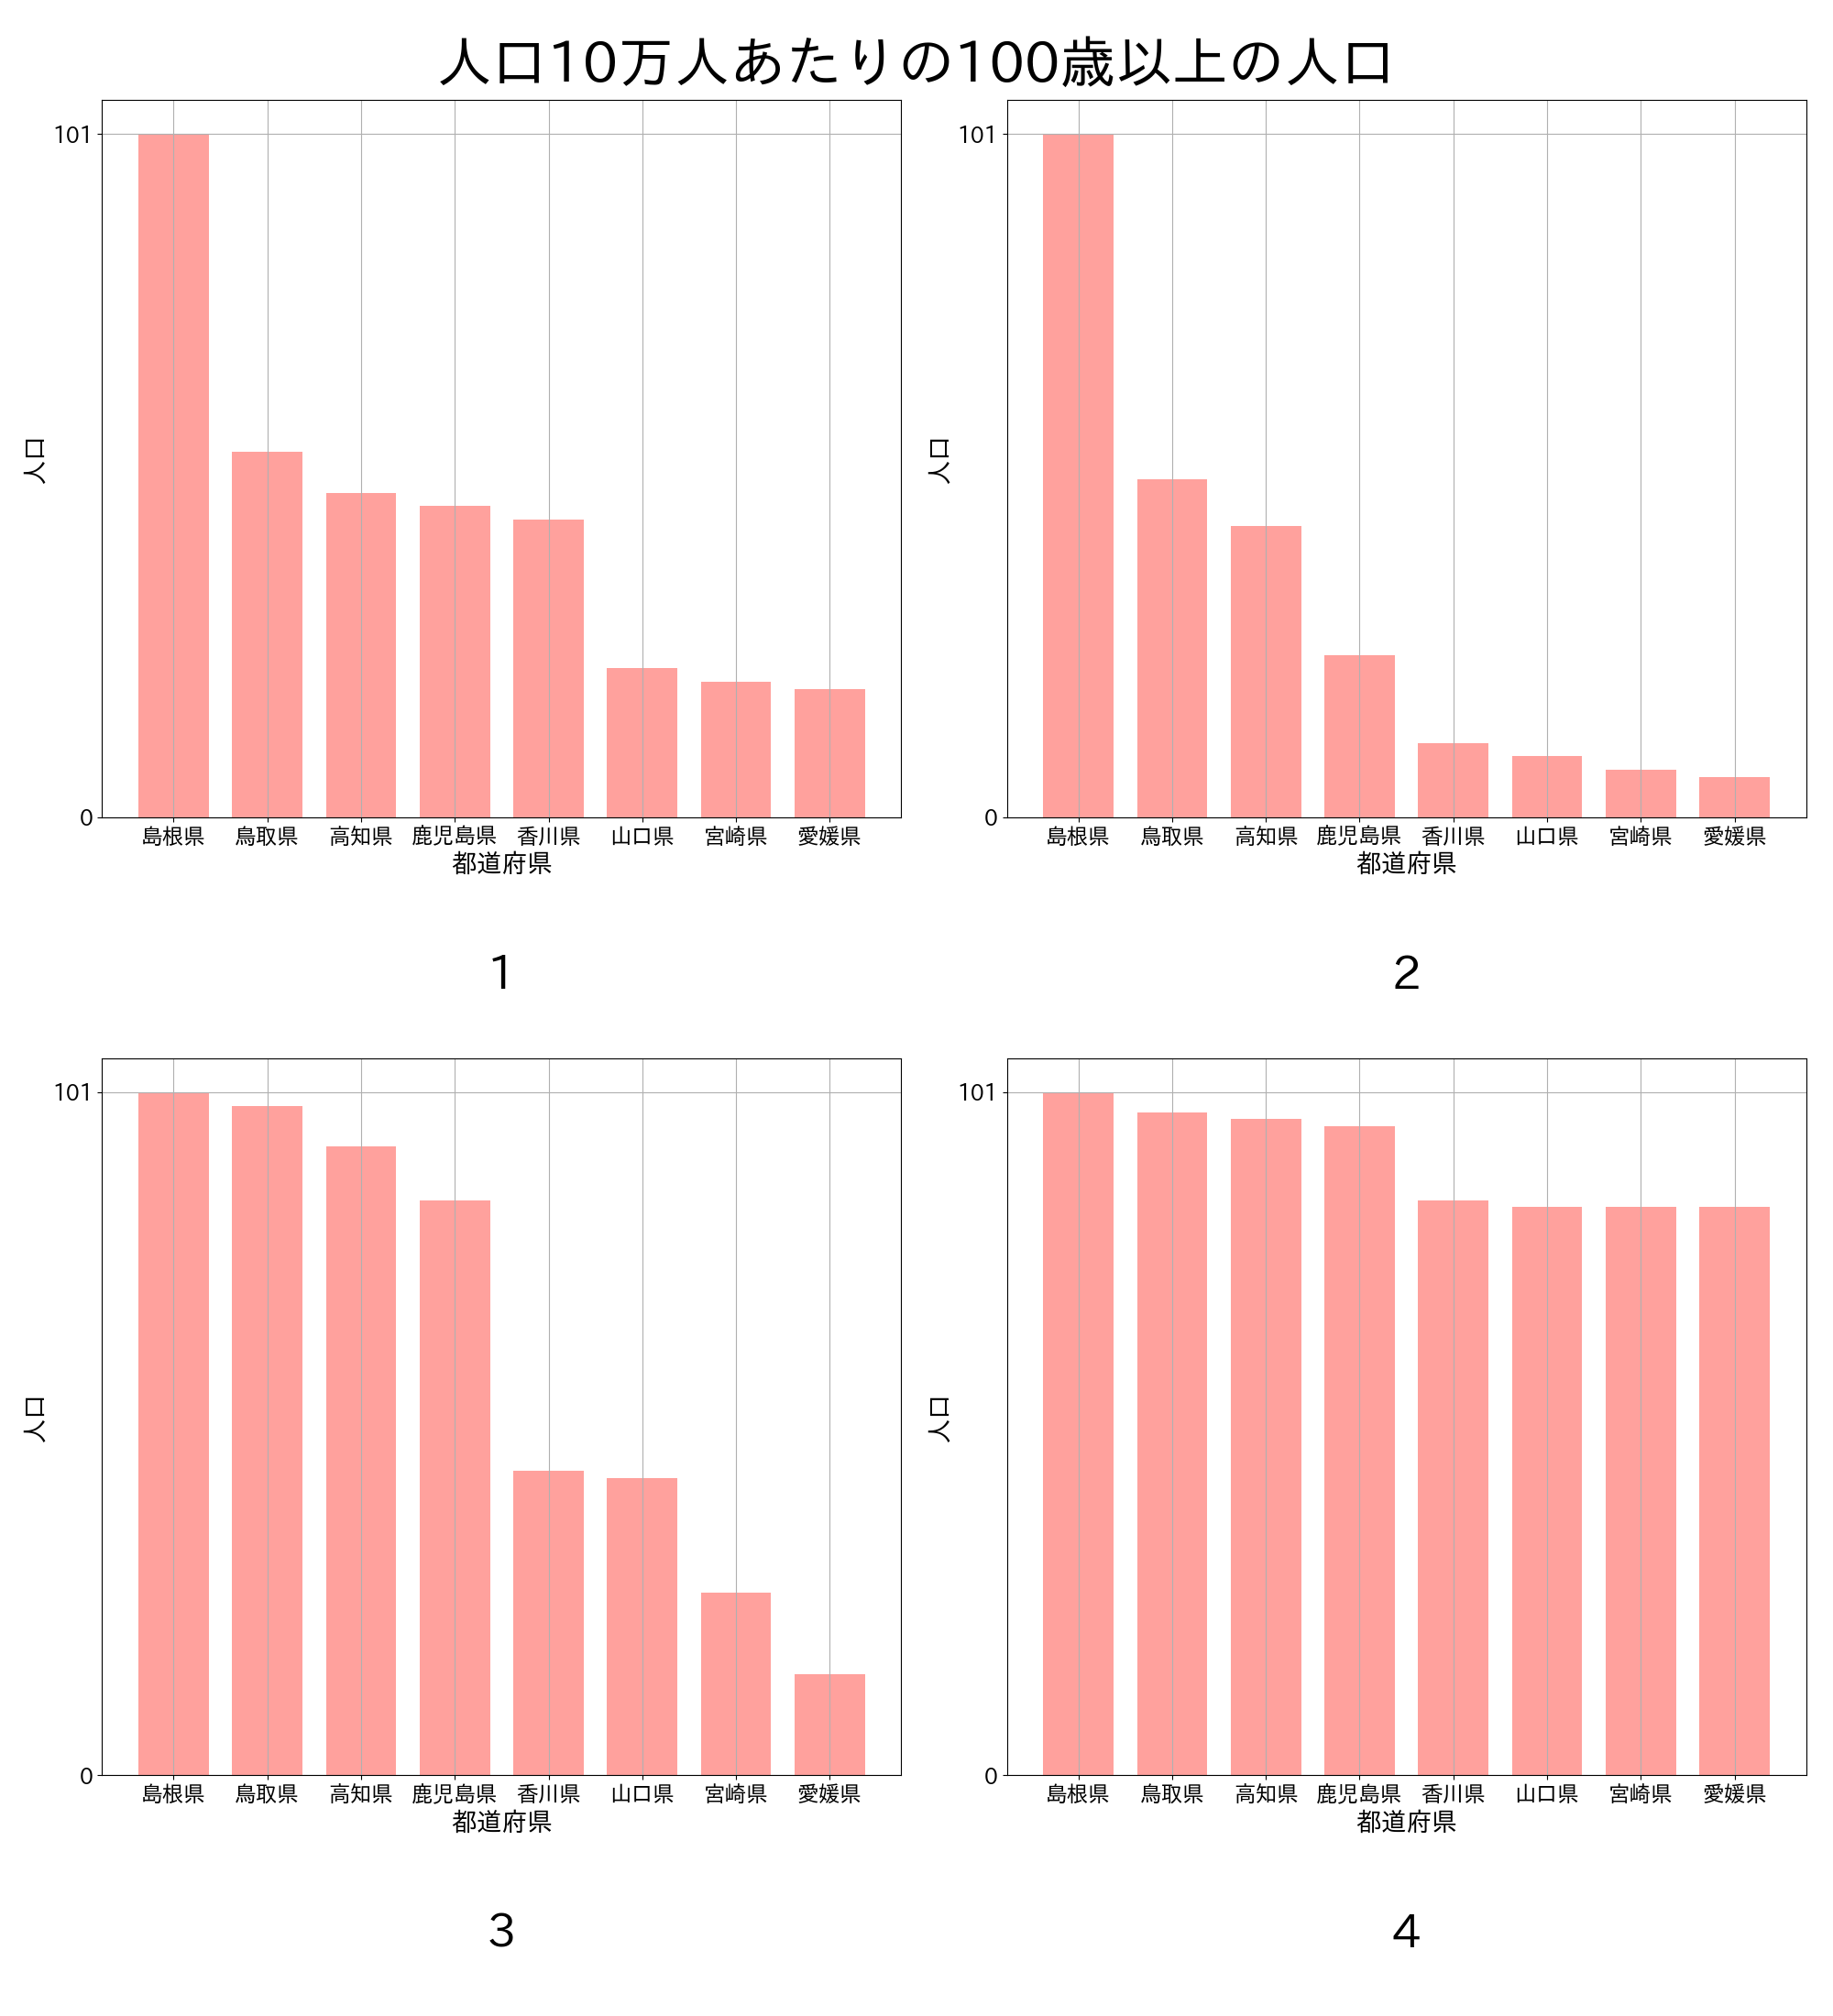 人口10万人あたりの100歳以上の人口
101
0
人口
島根県 鳥取県 高知県 鹿児島県 香川県 山口県 宮崎県 愛媛県
都道府県
1
101
0
人口
島根県 鳥取県 高知県 鹿児島県 香川県 山口県 宮崎県 愛媛県
都道府県
2
101
0
人口
島根県 鳥取県 高知県 鹿児島県 香川県 山口県 宮崎県 愛媛県
都道府県
3
101
0
人口
島根県 鳥取県 高知県 鹿児島県 香川県 山口県 宮崎県 愛媛県
都道府県
4